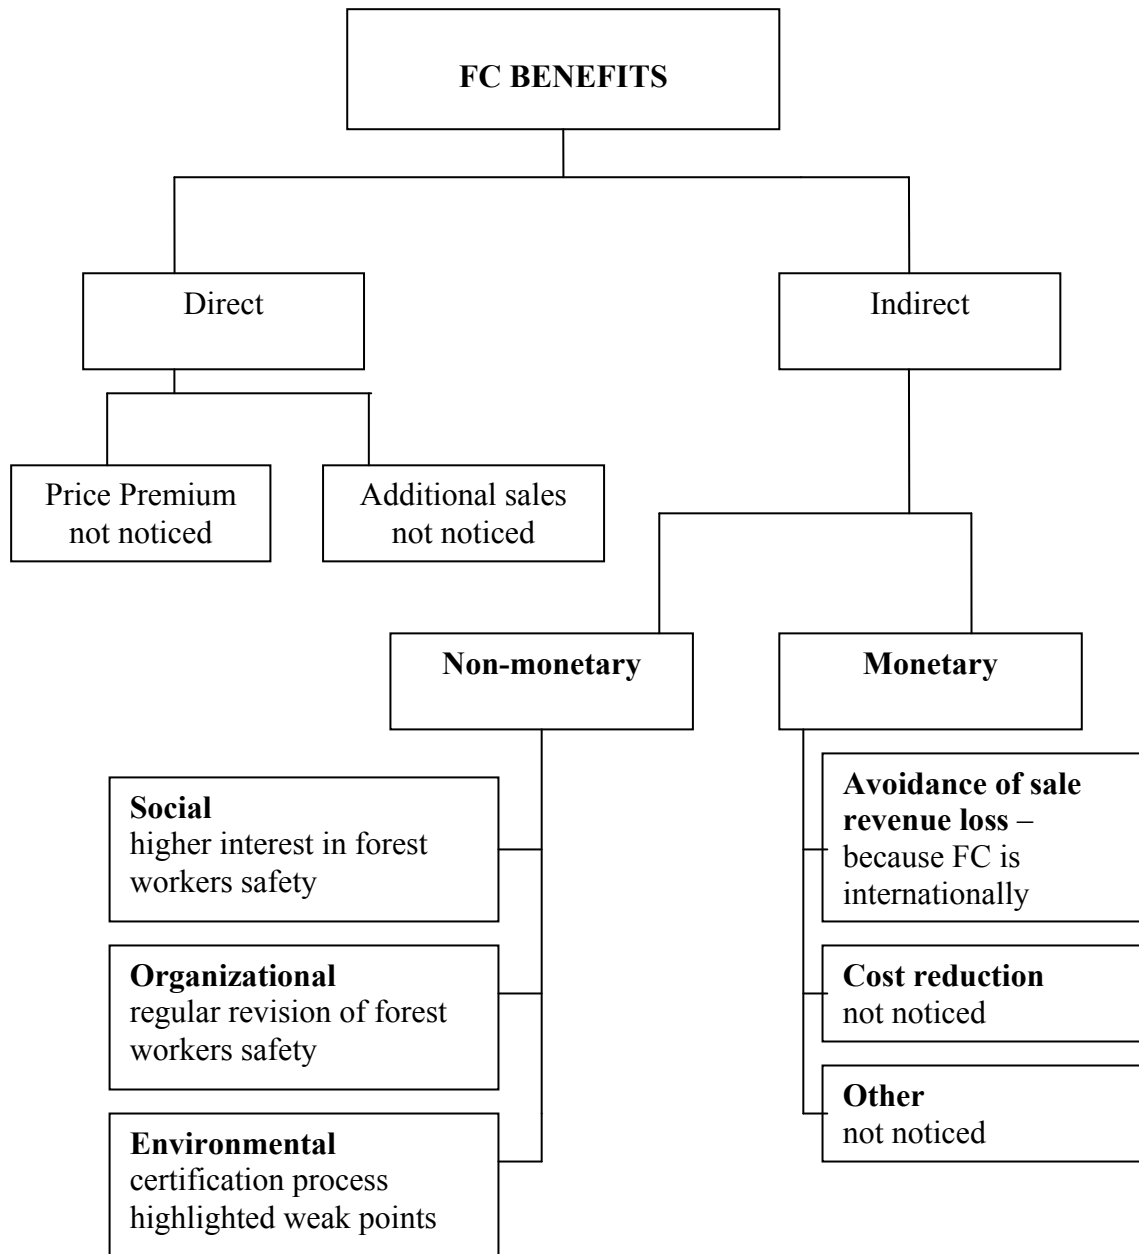 FC BENEFITS
Direct
Indirect
Price Premium
not noticed
Additional sales
not noticed
Non-monetary
Monetary
Social
higher interest in forest
workers safety
Organizational
regular revision of forest
workers safety
Environmental
certification process
highlighted weak points
Avoidance of sale
revenue loss –
because FC is
internationally
Cost reduction
not noticed
Other
not noticed